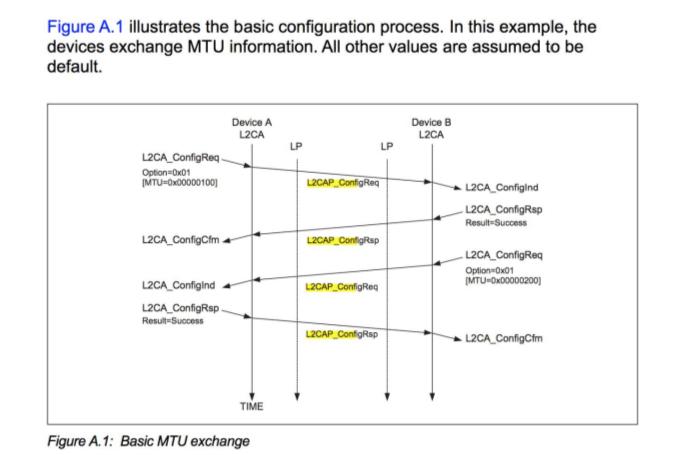 Figure A.1 illustrates the basic configuration process. In this example, the
devices exchange MTU information. All other values are assumed to be
default.
Device A
L2CA
Device B
L2CA
LP
LP
L2CA_ConfigReq
Option=0x01
[MTU=0x00000100]
L2CAP_ConfigReq
L2CA_ConfigInd
L2CA_ConfigRsp
Result=Success
L2CA_ConfigCfm
L2CAP_ConfigRsp
L2CA_ConfigReq
Option=0x01
[MTU=0x00000200]
L2CA_ConfigInd
L2CAP_ConfigReq
L2CA_ConfigRsp
Result=Success
L2CAP_ConfigRsp
L2CA_ConfigCfm
TIME
Figure A.1: Basic MTU exchange